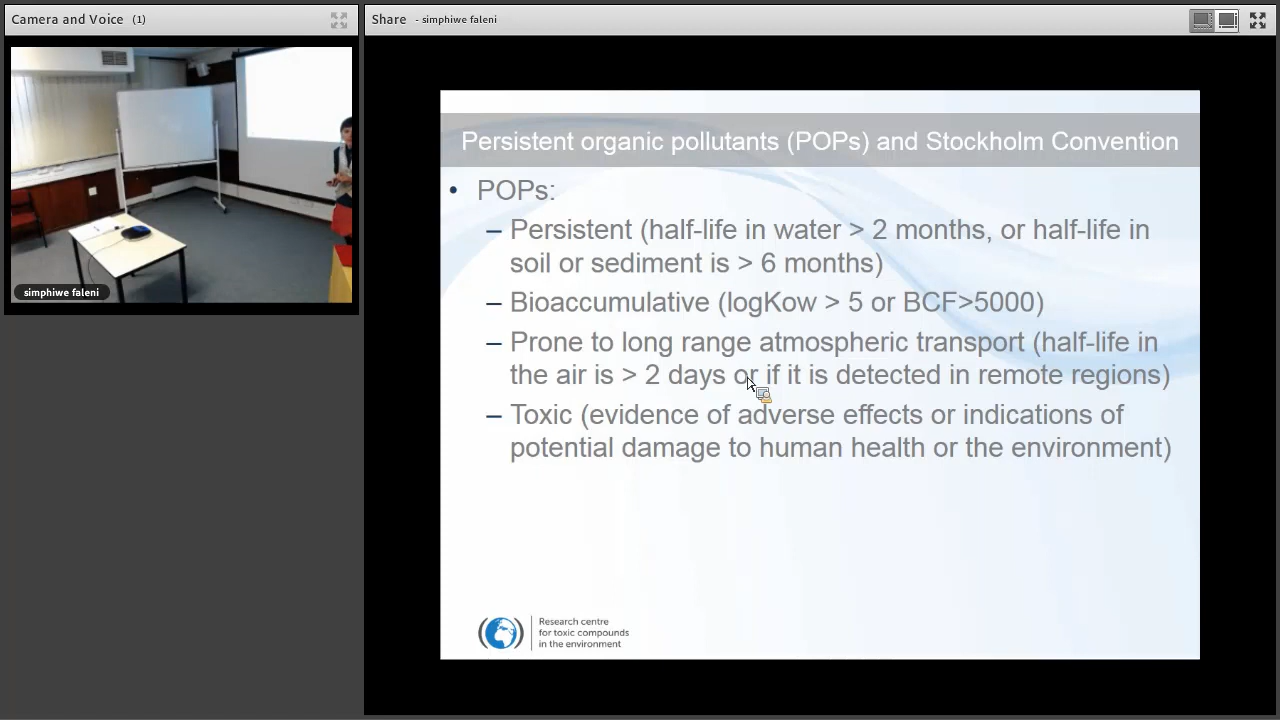 Camera and Voice (1)
simphiwe faleni
Share - simphiwe faleni
Persistent organic pollutants (POPs) and Stockholm Convention
• POPs:
– Persistent (half-life in water > 2 months, or half-life in
soil or sediment is > 6 months)
– Bioaccumulative (logKow > 5 or BCF>5000)
– Prone to long range atmospheric transport (half-life in
the air is > 2 days or if it is detected in remote regions)
– Toxic (evidence of adverse effects or indications of
potential damage to human health or the environment)
Research centre
for toxic compounds
in the environment